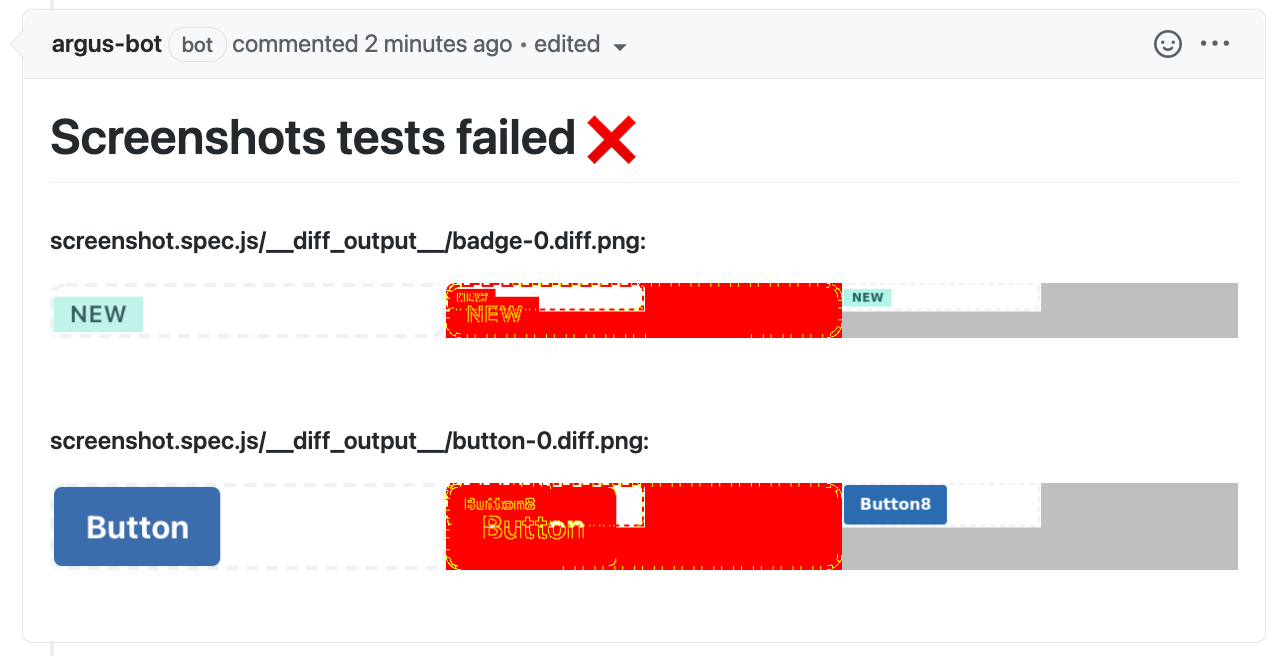 argus-bot bot commented 2 minutes ago • edited
Screenshots tests failed ❌
screenshot.spec.js/__diff_output__/badge-0.diff.png:
NEW NEW NEW NEW
screenshot.spec.js/__diff_output__/button-0.diff.png:
Button Button8 Button Button8